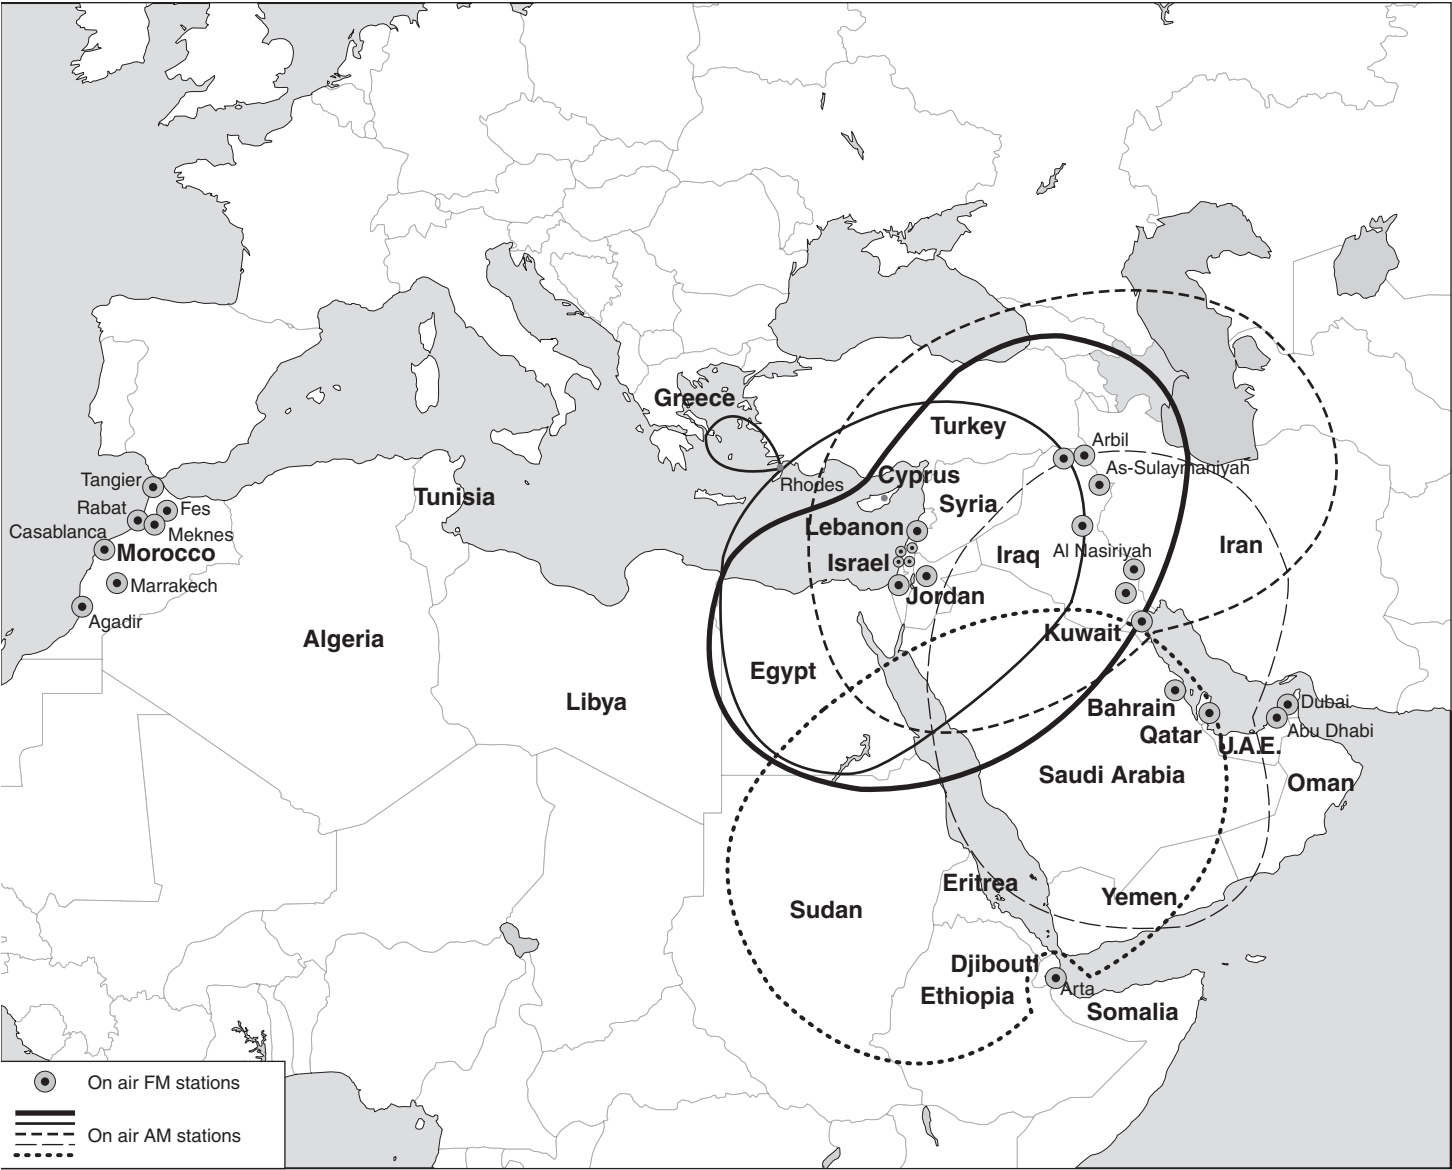 Greece
Turkey
Arbil
As-Sulaymaniyah
Tangier
Rhodes
Cyprus
Tunisia
Syria
Rabat
Fes
Casablanca
Meknes
Lebanon
Morocco
Al Nasiriyah
Iraq
Iran
Israel
Marrakech
Jordan
Agadir
Algeria
Kuwait
Egypt
Libya
Bahrain
Dubai
Qatar
Abu Dhabi
U.A.E.
Saudi Arabia
Oman
Eritrea
Yemen
Sudan
Djibouti
Arta
Ethiopia
Somalia
On air FM stations
On air AM stations